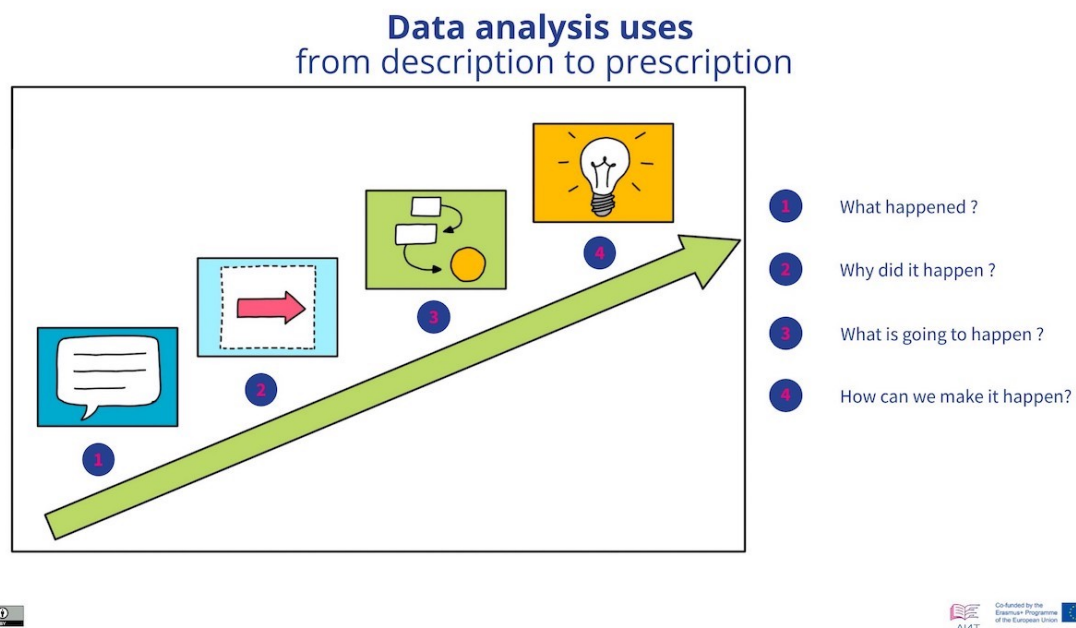 Data analysis uses
from description to prescription
1
2
3
4
1 What happened ?
2 Why did it happen ?
3 What is going to happen ?
4 How can we make it happen?
BY
Co-funded by the
Erasmus+ Programme
of the European Union